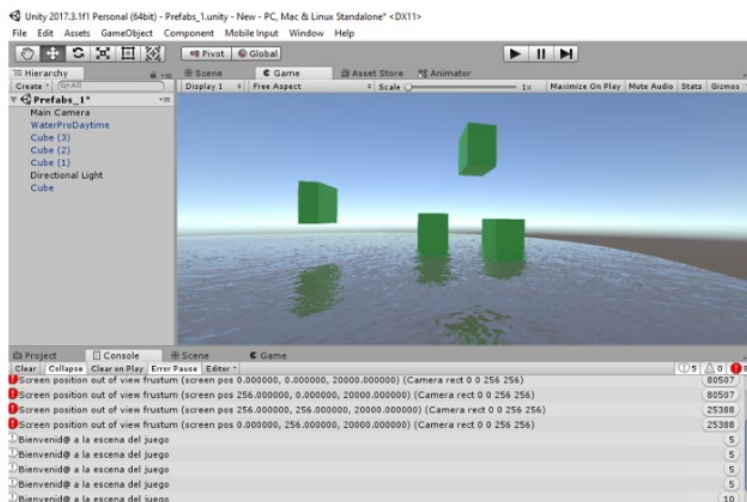 Unity 2017.3.1f1 Personal (64bit) - Prefabs_1.unity - New - PC, Mac & Linux Standalone* <DX11>
File Edit Assets GameObject Component Mobile Input Window Help
Pivot Global
Hierarchy Scene Game Asset Store Animator
Create All Display 1 Free Aspect Scale 1x Maximize On Play Mute Audio Stats Gizmos
Prefabs_1*
Main Camera
WaterProDaytime
Cube (3)
Cube (2)
Cube (1)
Directional Light
Cube
Project Console Scene Game
Clear Collapse Clear on Play Error Pause Editor 5 0
Screen position out of view frustum (screen pos 0.000000, 0.000000, 20000.000000) (Camera rect 0 0 256 256) 80507
Screen position out of view frustum (screen pos 256.000000, 0.000000, 20000.000000) (Camera rect 0 0 256 256) 80507
Screen position out of view frustum (screen pos 256.000000, 256.000000, 20000.000000) (Camera rect 0 0 256 256) 25388
Screen position out of view frustum (screen pos 0.000000, 256.000000, 20000.000000) (Camera rect 0 0 256 256) 25388
Bienvenid@ a la escena del juego 5
Bienvenid@ a la escena del juego 5
Bienvenid@ a la escena del juego 5
Bienvenid@ a la escena del juego 10